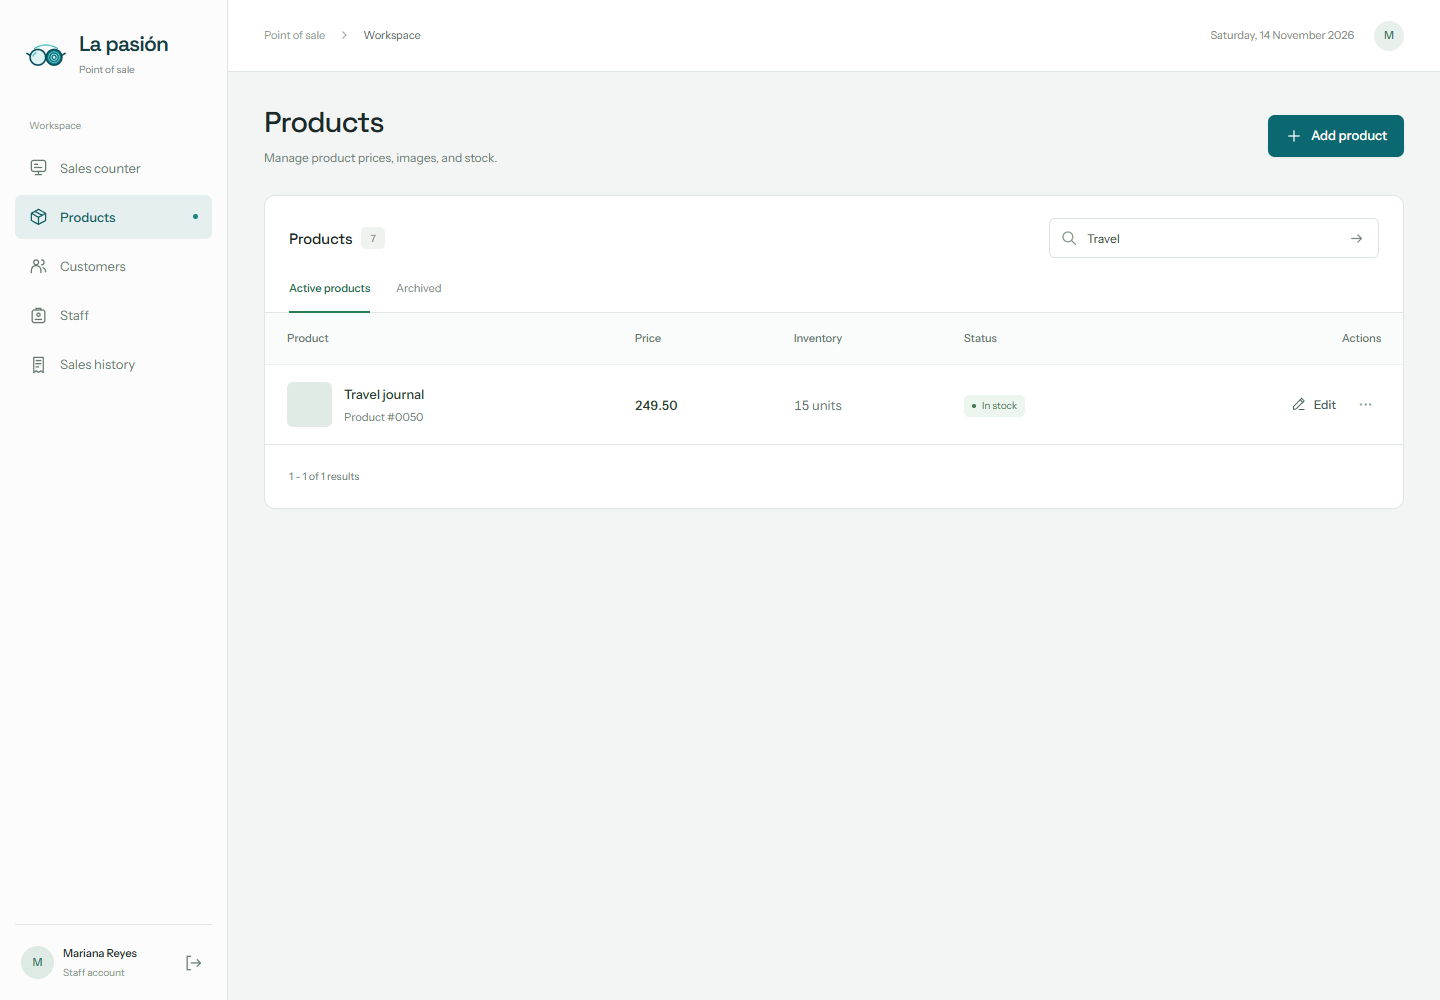 La pasión
Point of sale
Workspace
Sales counter
Products
Customers
Staff
Sales history
Mariana Reyes
Staff account
M
Point of sale
Workspace
Saturday, 14 November 2026
M
Products
Manage product prices, images, and stock.
Add product
Products 7
Travel
Active products
Archived
Product Price Inventory Status Actions
Travel journal
Product #0050
249.50
15 units
In stock
Edit
1 - 1 of 1 results